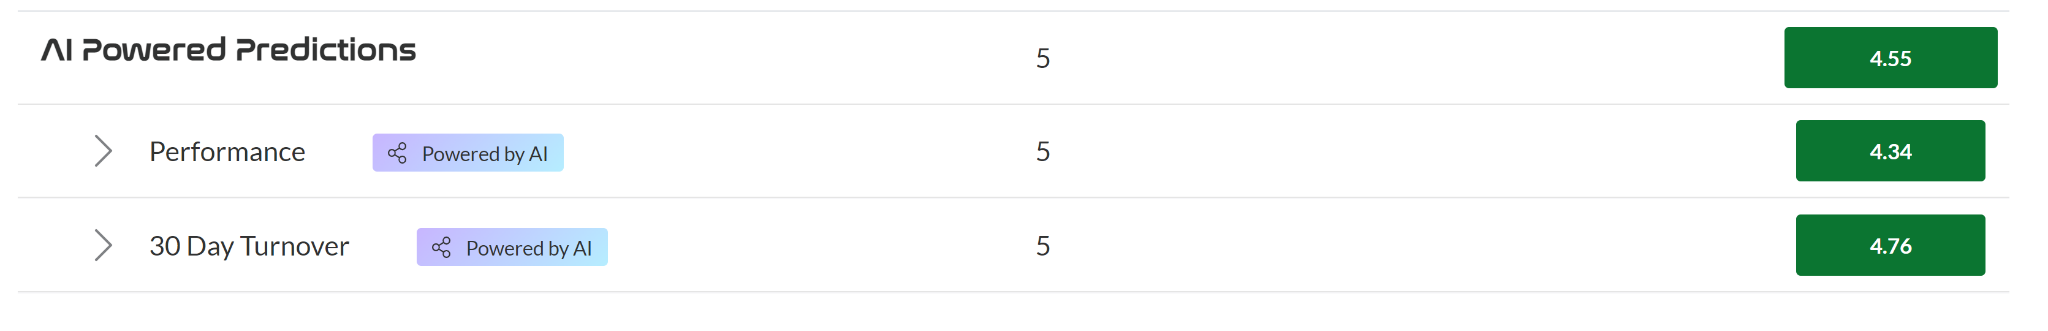 AI Powered Predictions 5 4.55
Performance Powered by AI 5 4.34
30 Day Turnover Powered by AI 5 4.76